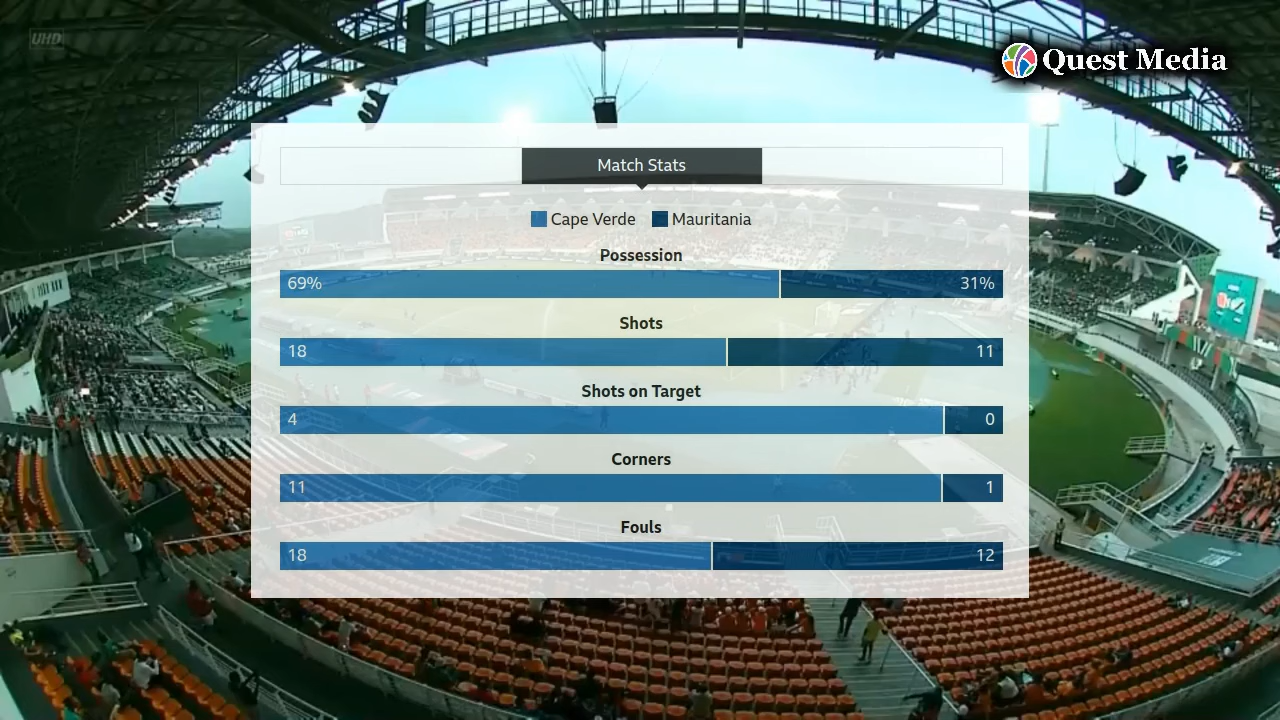 UHD
Quest Media
Match Stats
Cape Verde Mauritania
Possession
69% 31%
Shots
18 11
Shots on Target
4 0
Corners
11 1
Fouls
18 12